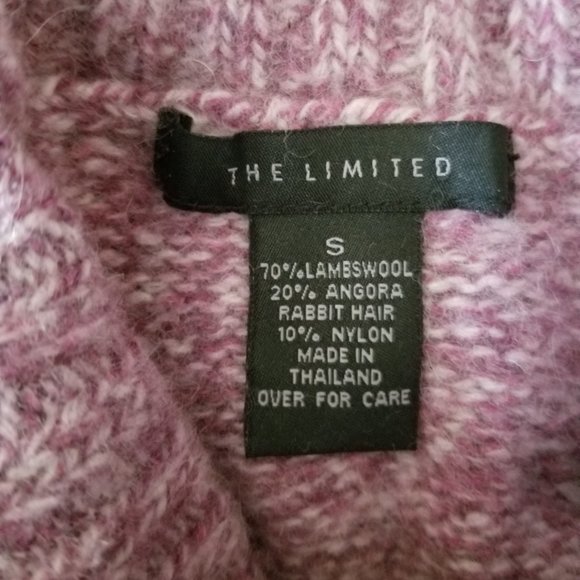 THE LIMITED
S
70%LAMBSWOOL
20% ANGORA
RABBIT HAIR
10% NYLON
MADE IN
THAILAND
OVER FOR CARE